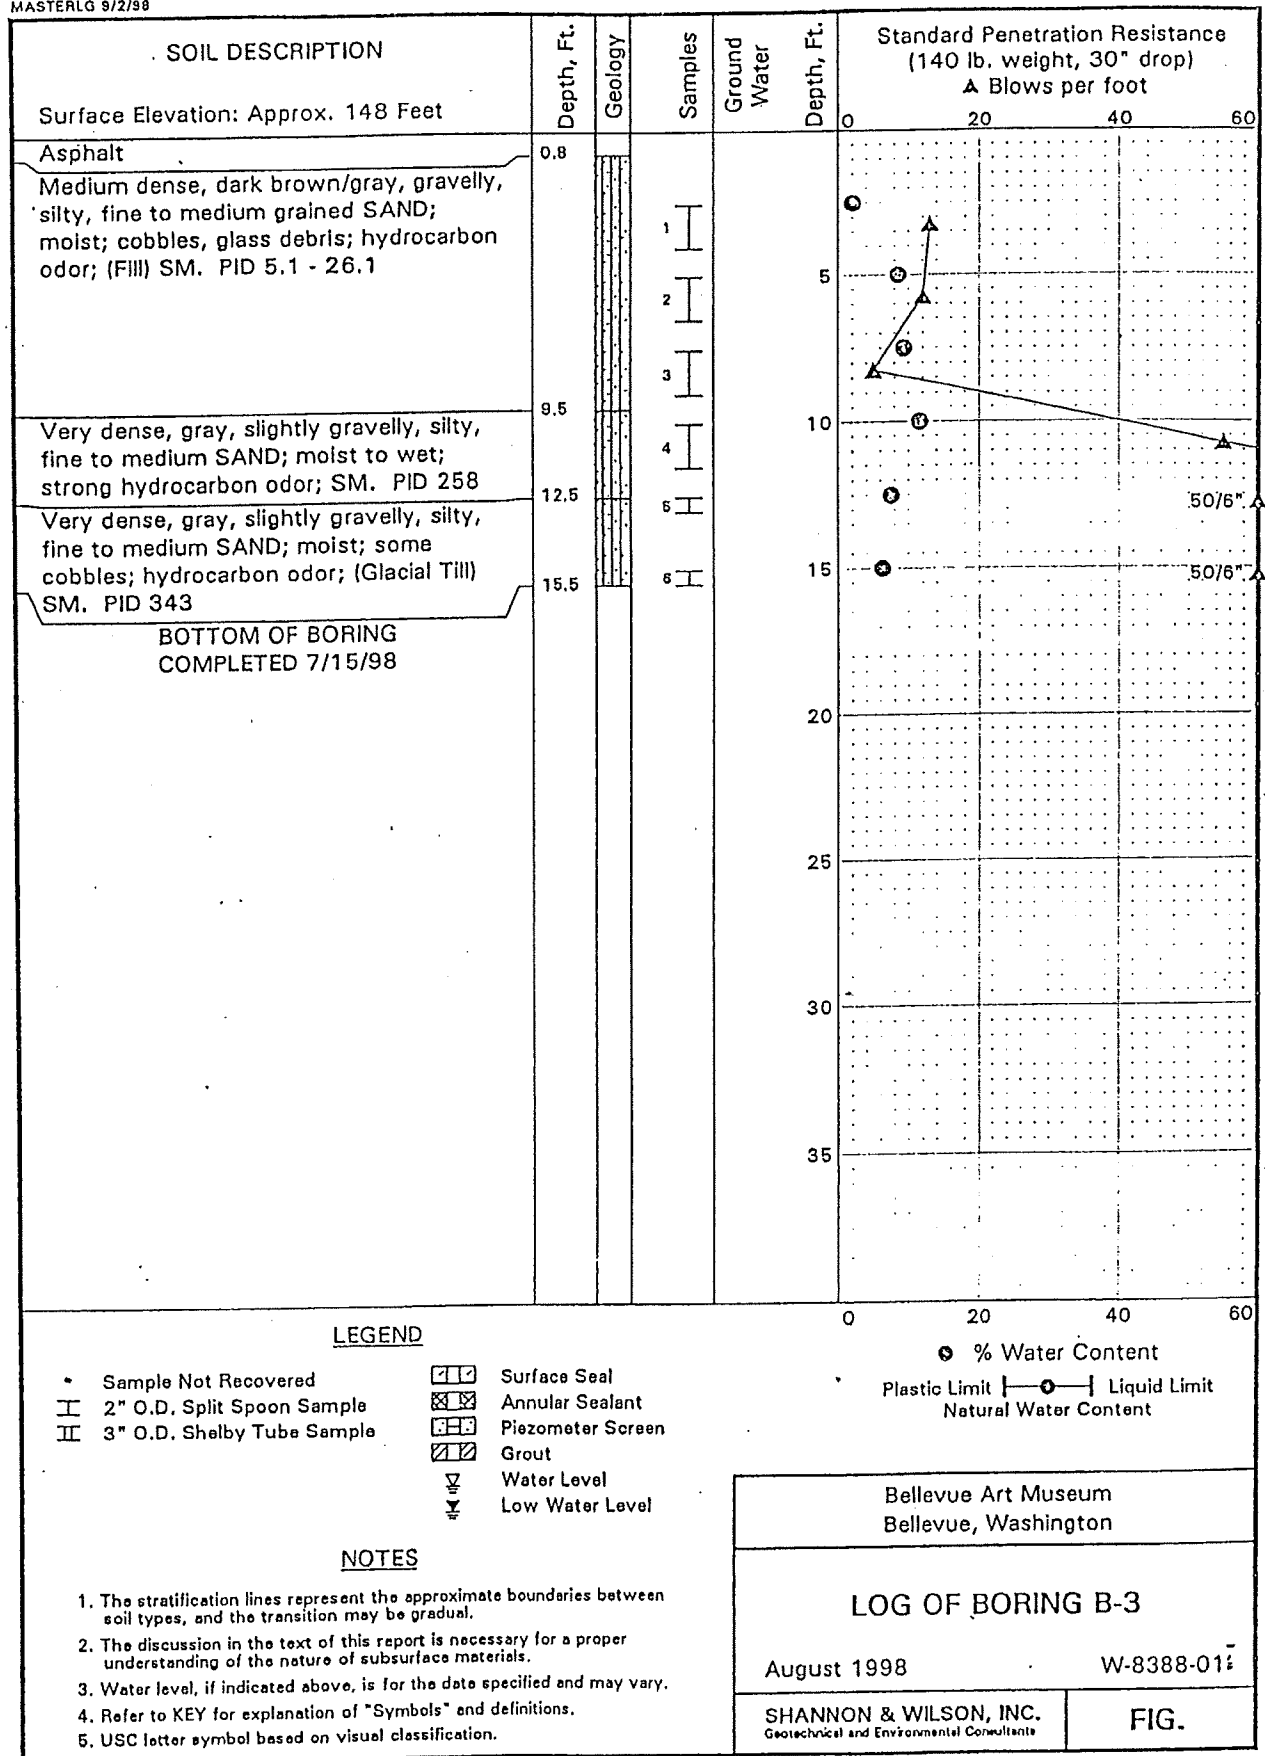 MASTERLG 9/2/98
SOIL DESCRIPTION
Surface Elevation: Approx. 148 Feet
Depth, Ft.
Geology
Samples
Ground
Water
Depth, Ft.
Standard Penetration Resistance
(140 lb. weight, 30" drop)
▲ Blows per foot
0 20 40 60
Asphalt
0.8
Medium dense, dark brown/gray, gravelly,
silty, fine to medium grained SAND;
moist; cobbles, glass debris; hydrocarbon
odor; (Fill) SM. PID 5.1 - 26.1
9.5
Very dense, gray, slightly gravelly, silty,
fine to medium SAND; moist to wet;
strong hydrocarbon odor; SM. PID 258
12.5
Very dense, gray, slightly gravelly, silty,
fine to medium SAND; moist; some
cobbles; hydrocarbon odor; (Glacial Till)
SM. PID 343
15.5
BOTTOM OF BORING
COMPLETED 7/15/98
1
2
3
4
5
6
5
10
15
20
25
30
35
50/6"
50/6"
0 20 40 60
% Water Content
Plastic Limit Liquid Limit
Natural Water Content
LEGEND
* Sample Not Recovered
2" O.D. Split Spoon Sample
3" O.D. Shelby Tube Sample
Surface Seal
Annular Sealant
Piezometer Screen
Grout
Water Level
Low Water Level
NOTES
1. The stratification lines represent the approximate boundaries between
soil types, and the transition may be gradual.
2. The discussion in the text of this report is necessary for a proper
understanding of the nature of subsurface materials.
3. Water level, if indicated above, is for the date specified and may vary.
4. Refer to KEY for explanation of "Symbols" and definitions.
5. USC letter symbol based on visual classification.
Bellevue Art Museum
Bellevue, Washington
LOG OF BORING B-3
August 1998
W-8388-01
SHANNON & WILSON, INC.
Geotechnical and Environmental Consultants
FIG.